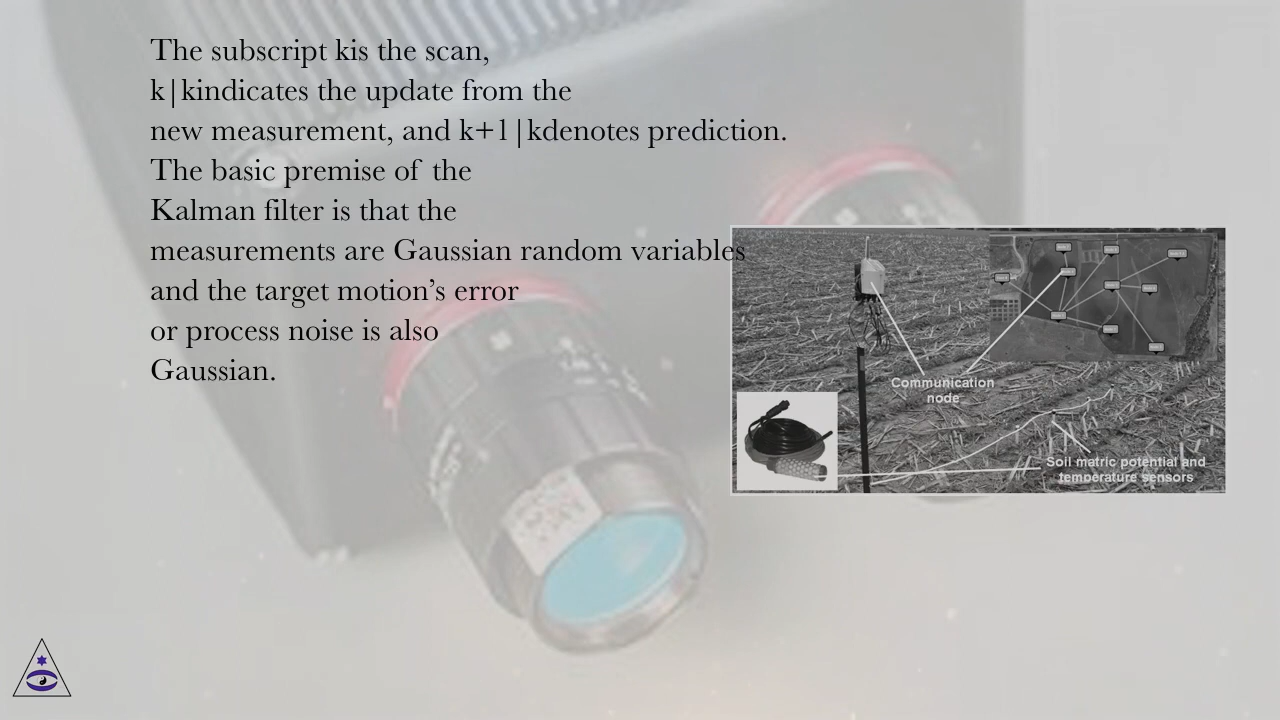 The subscript kis the scan,
k|kindicates the update from the
new measurement, and k+1|kdenotes prediction.
The basic premise of the
Kalman filter is that the
measurements are Gaussian random variables
and the target motion's error
or process noise is also
Gaussian.
Communication
node
Soil matric potential and
temperature sensors